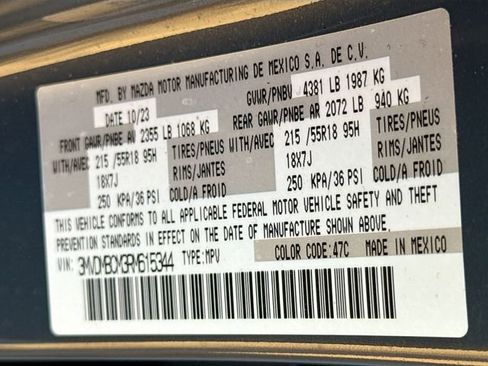 MFD. BY MAZDA MOTOR MANUFACTURING DE MEXICO S.A. DE C.V.
DATE 10/23 GVWR/PNBV 4381 LB 1987 KG
FRONT GAWR/PNBE AV 2355 LB 1068 KG REAR GAWR/PNBE AR 2072 LB 940 KG
WITH/AVEC 215 /55R18 95H TIRES/PNEUS 215 /55R18 95H TIRES/PNEUS
18X7J RIMS/JANTES 18X7J RIMS/JANTES
250 KPA/36 PSI COLD/A FROID 250 KPA/36 PSI COLD/A FROID
THIS VEHICLE CONFORMS TO ALL APPLICABLE FEDERAL MOTOR VEHICLE SAFETY AND THEFT
PREVENTION STANDARDS IN EFFECT ON THE DATE OF MANUFACTURE SHOWN ABOVE.
VIN: TYPE:MPV COLOR CODE:47C MADE IN MEXICO